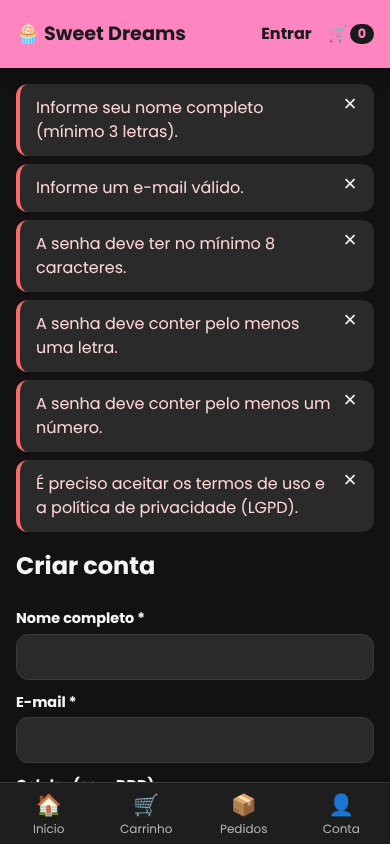 Sweet Dreams
Entrar
0
Informe seu nome completo
(mínimo 3 letras).
×
Informe um e-mail válido.
×
A senha deve ter no mínimo 8
caracteres.
×
A senha deve conter pelo menos
uma letra.
×
A senha deve conter pelo menos um
número.
×
É preciso aceitar os termos de uso e
a política de privacidade (LGPD).
×
Criar conta
Nome completo *
E-mail *
Início
Carrinho
Pedidos
Conta